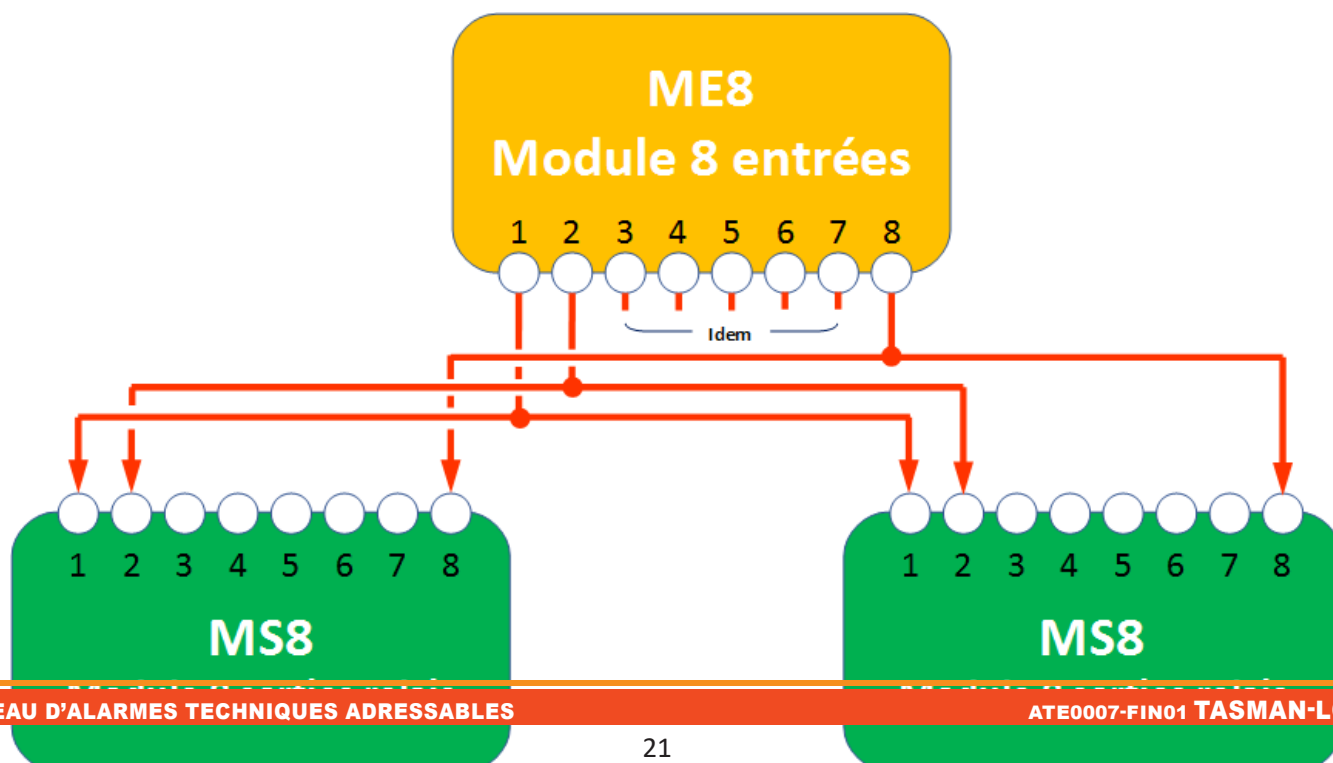 ME8
Module 8 entrées
1 2 3 4 5 6 7 8
Idem
1 2 3 4 5 6 7 8
MS8
1 2 3 4 5 6 7 8
MS8
D’ALARMES TECHNIQUES ADRESSABLES
ATE0007-FIN01 TASMAN-L
21